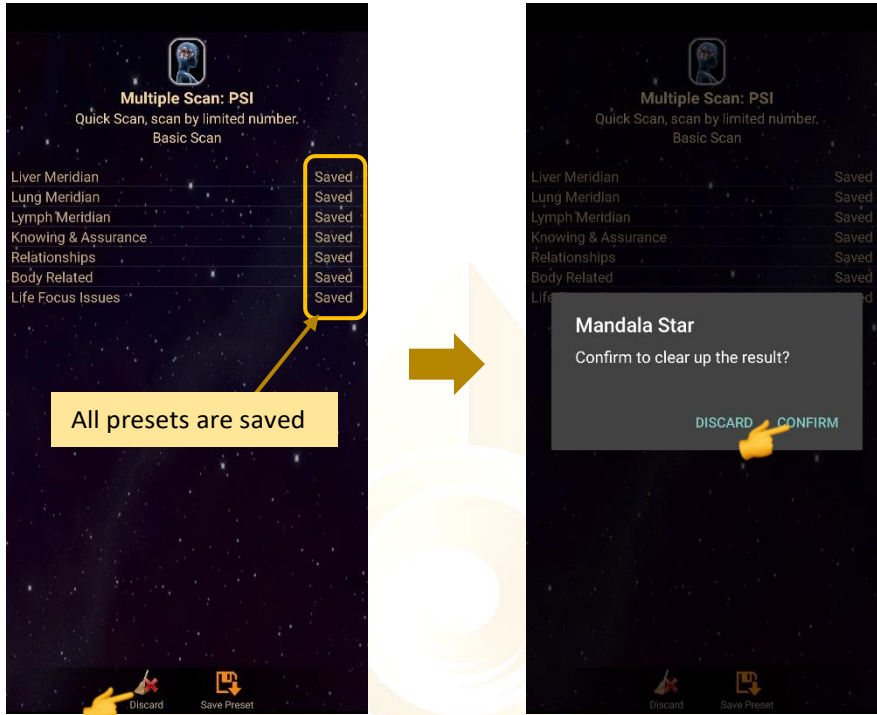 Multiple Scan: PSI
Quick Scan, scan by limited number.
Basic Scan
Liver Meridian Saved
Lung Meridian Saved
Lymph Meridian Saved
Knowing & Assurance Saved
Relationships Saved
Body Related Saved
Life Focus Issues Saved
All presets are saved
Discard Save Preset
Multiple Scan: PSI
Quick Scan, scan by limited number.
Basic Scan
Liver Meridian Saved
Lung Meridian Saved
Lymph Meridian Saved
Knowing & Assurance Saved
Relationships Saved
Body Related Saved
Life
Mandala Star
Confirm to clear up the result?
DISCARD CONFIRM
Discard Save Preset